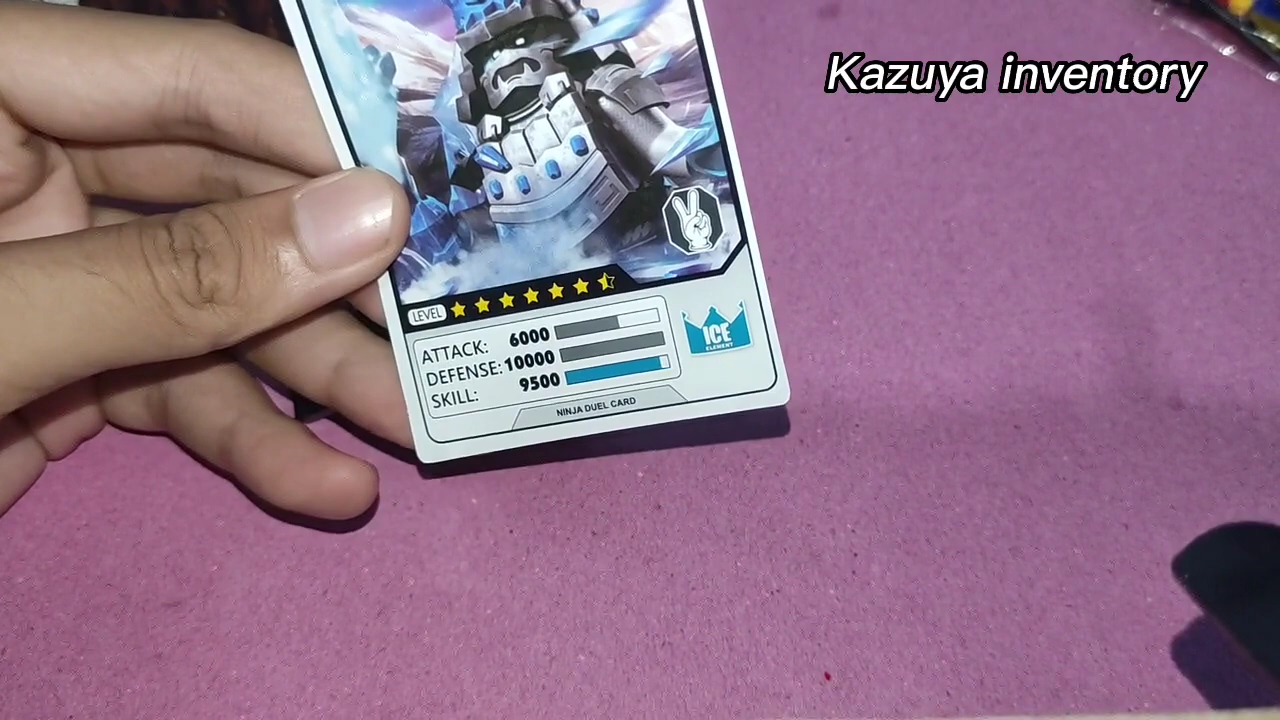 Kazuya inventory
LEVEL
ATTACK: 6000
DEFENSE: 10000
SKILL: 9500
ICE
ELEMENT
NINJA DUEL CARD